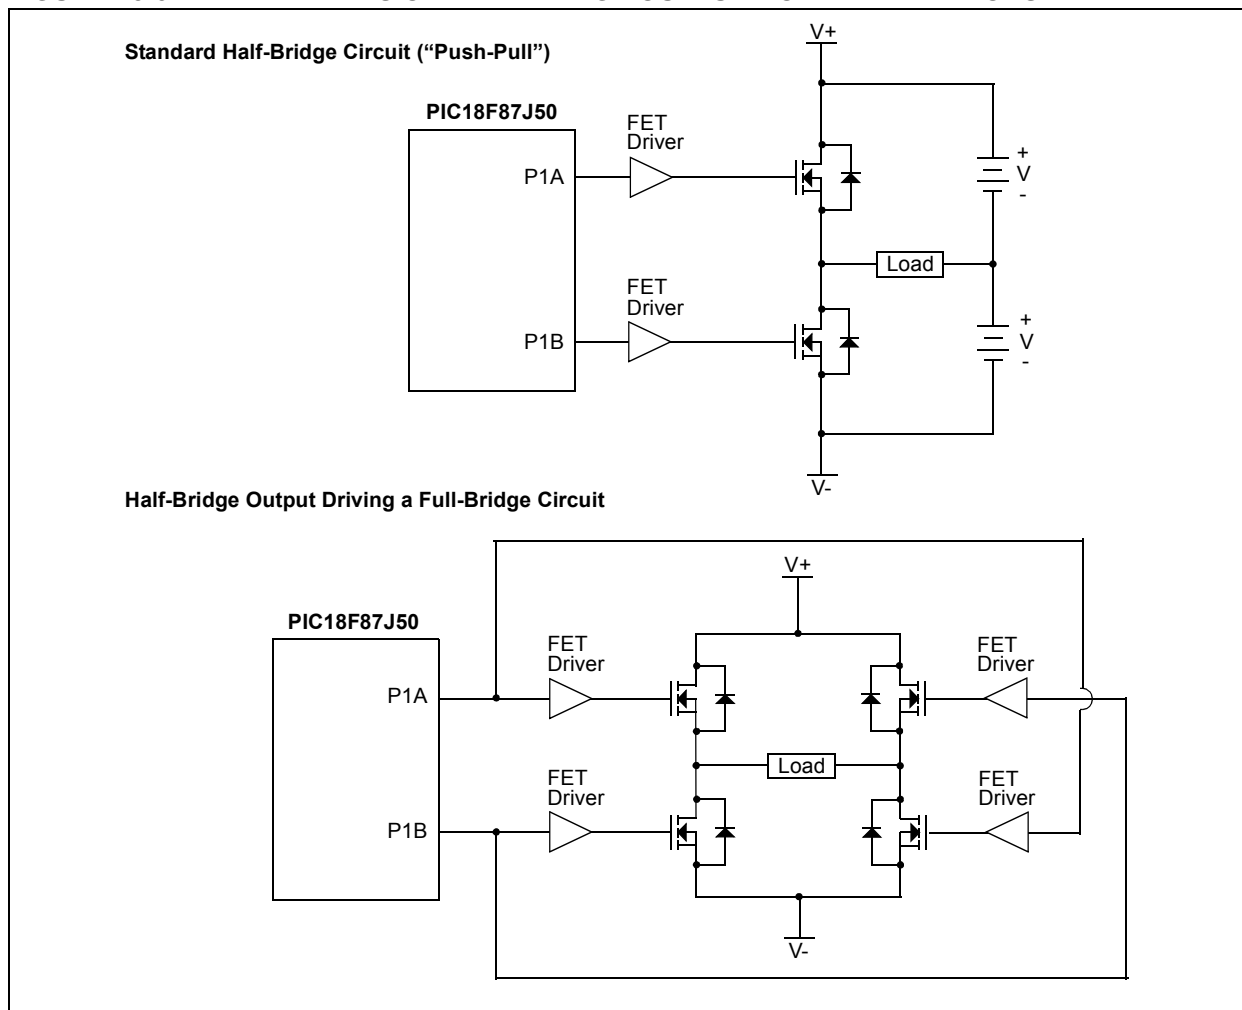 Standard Half-Bridge Circuit (“Push-Pull”)
V+
PIC18F87J50
FET
Driver
P1A
+
V
-
Load
FET
Driver
P1B
+
V
-
V-
Half-Bridge Output Driving a Full-Bridge Circuit
V+
PIC18F87J50
FET
Driver
FET
Driver
P1A
Load
FET
Driver
FET
Driver
P1B
V-